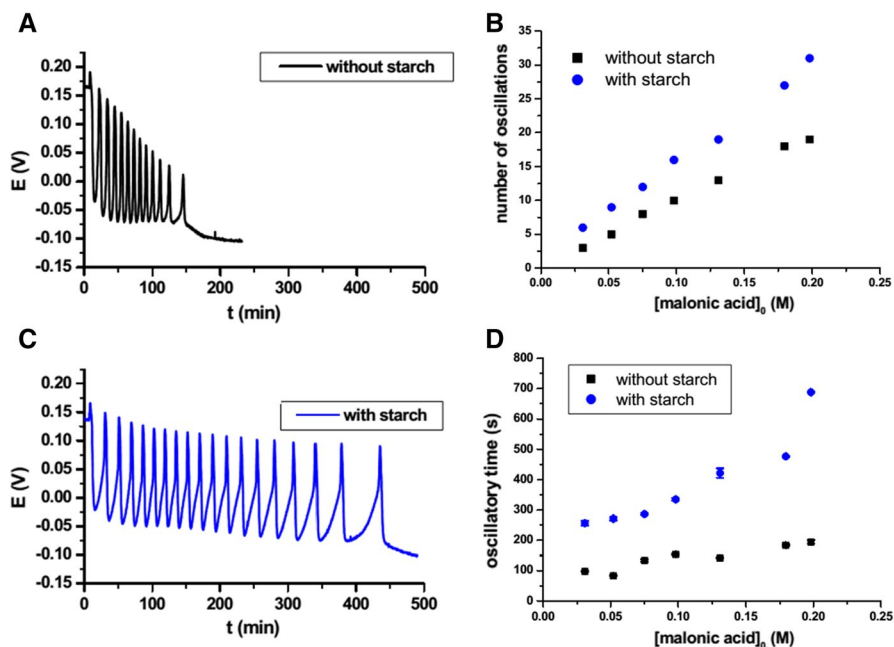 A
0.20
0.15
0.10
0.05
0.00
-0.05
-0.10
-0.15
E (V)
without starch
0 100 200 300 400 500
t (min)
B
35
30
25
20
15
10
5
0
number of oscillations
without starch
with starch
0.00 0.05 0.10 0.15 0.20 0.25
[malonic acid]₀ (M)
C
0.20
0.15
0.10
0.05
0.00
-0.05
-0.10
-0.15
E (V)
with starch
0 100 200 300 400 500
t (min)
D
800
700
600
500
400
300
200
100
0
oscillatory time (s)
without starch
with starch
0.00 0.05 0.10 0.15 0.20 0.25
[malonic acid]₀ (M)